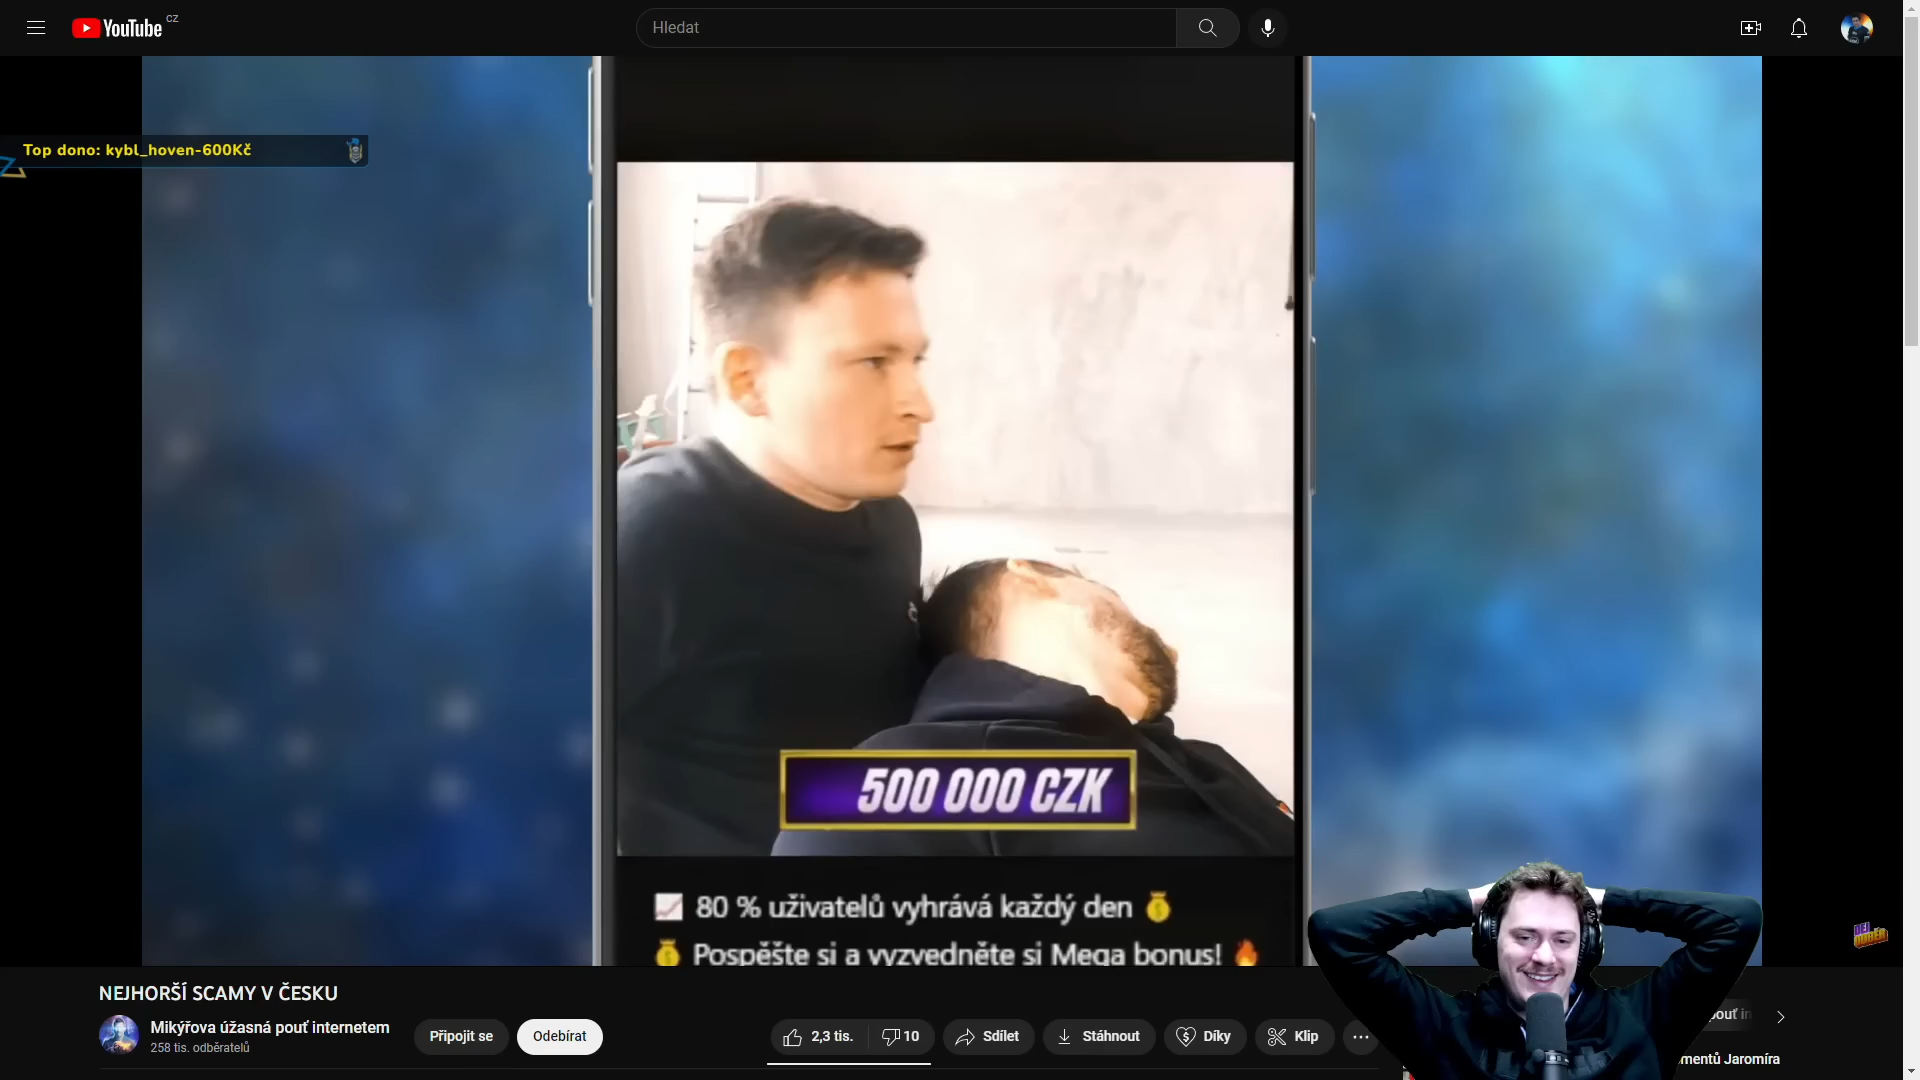 YouTube CZ
Hledat
Top dono: kybl_hoven-600Kč
500 000 CZK
80 % uživatelů vyhrává každý den
Pospěšte si a vyzvedněte si Mega bonus!
NEJHORŠÍ SCAMY V ČESKU
Mikýřova úžasná pouť internetem
258 tis. odběratelů
Připojit se
Odebírat
2,3 tis.
10
Sdílet
Stáhnout
Díky
Klip
pouť in
mentů Jaromíra